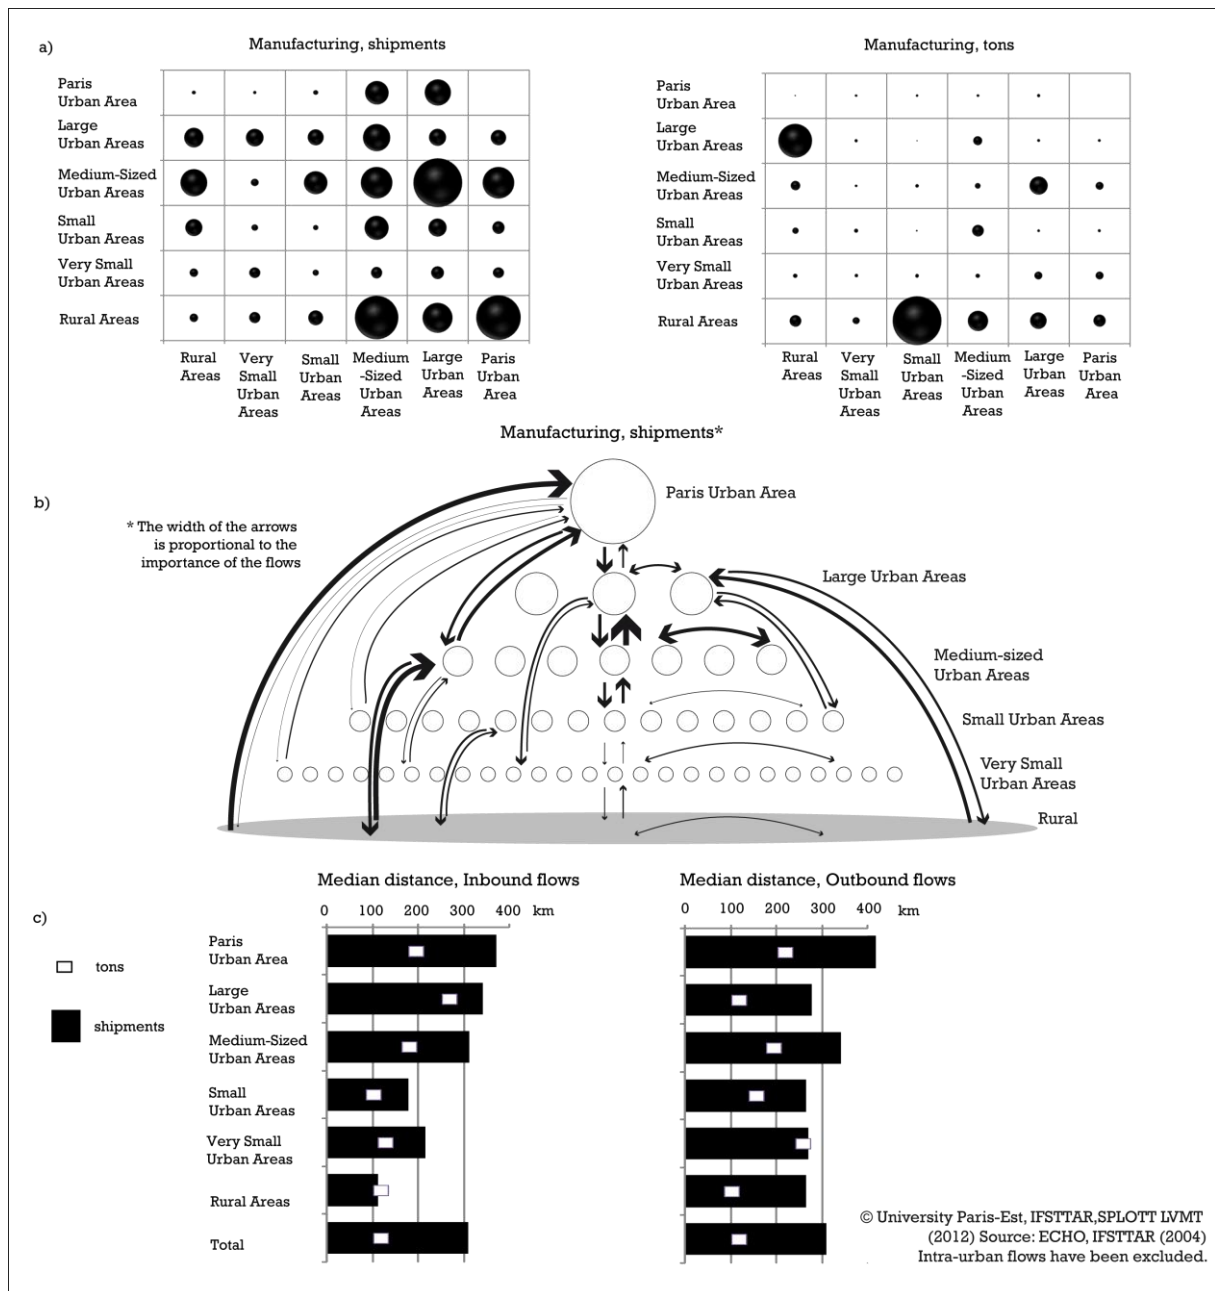 a)
Manufacturing, shipments
Paris
Urban Area
Large
Urban Areas
Medium-Sized
Urban Areas
Small
Urban Areas
Very Small
Urban Areas
Rural Areas
Rural
Areas
Very
Small
Urban
Areas
Small
Urban
Areas
Medium
-Sized
Urban
Areas
Large
Urban
Areas
Paris
Urban
Area
Manufacturing, tons
Paris
Urban Area
Large
Urban Areas
Medium-Sized
Urban Areas
Small
Urban Areas
Very Small
Urban Areas
Rural Areas
Rural
Areas
Very
Small
Urban
Areas
Small
Urban
Areas
Medium
-Sized
Urban
Areas
Large
Urban
Areas
Paris
Urban
Area
Manufacturing, shipments*
b)
* The width of the arrows
is proportional to the
importance of the flows
Paris Urban Area
Large Urban Areas
Medium-sized
Urban Areas
Small Urban Areas
Very Small
Urban Areas
Rural
c)
tons
shipments
Median distance, Inbound flows
0 100 200 300 400 km
Paris
Urban Area
Large
Urban Areas
Medium-Sized
Urban Areas
Small
Urban Areas
Very Small
Urban Areas
Rural Areas
Total
Median distance, Outbound flows
0 100 200 300 400 km
© University Paris-Est, IFSTTAR,SPLOTT LVMT
(2012) Source: ECHO, IFSTTAR (2004)
Intra-urban flows have been excluded.